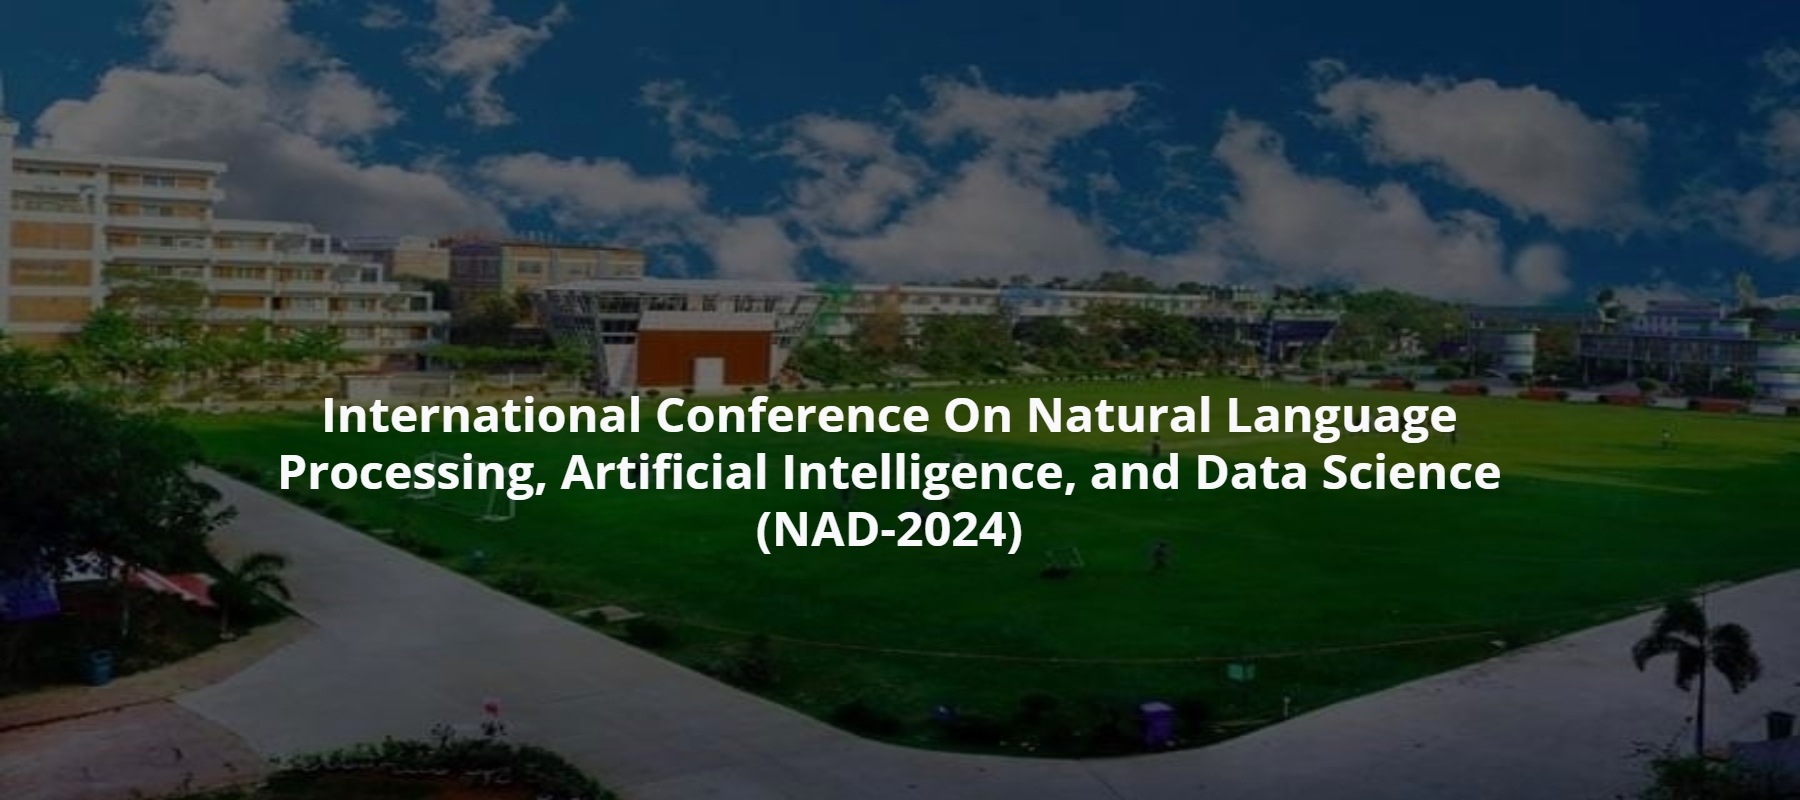 International Conference On Natural Language
Processing, Artificial Intelligence, and Data Science
(NAD-2024)